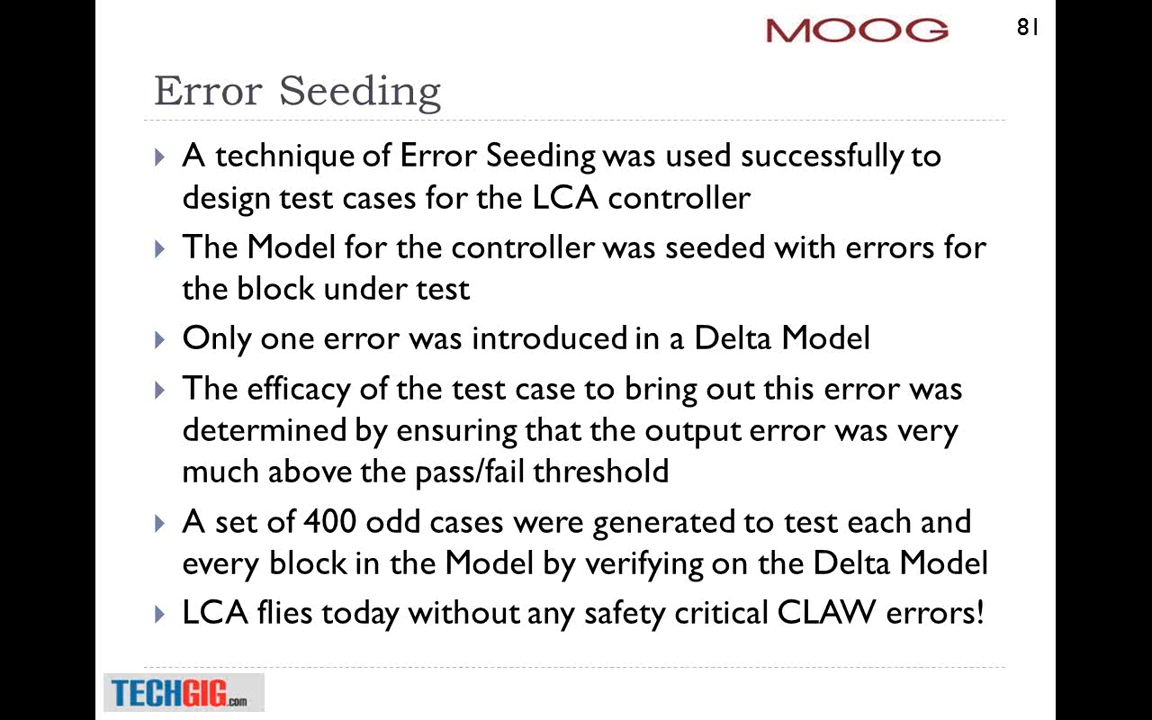 MOOG
81
Error Seeding
A technique of Error Seeding was used successfully to
design test cases for the LCA controller
The Model for the controller was seeded with errors for
the block under test
Only one error was introduced in a Delta Model
The efficacy of the test case to bring out this error was
determined by ensuring that the output error was very
much above the pass/fail threshold
A set of 400 odd cases were generated to test each and
every block in the Model by verifying on the Delta Model
LCA flies today without any safety critical CLAW errors!
TECHGIG.com